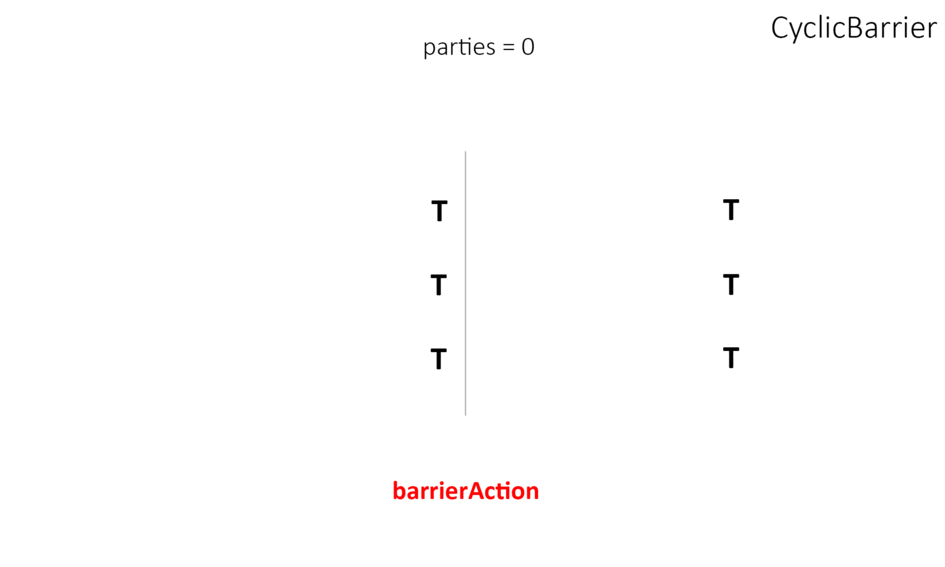 CyclicBarrier
parties = 0
T T
T T
T T
barrierAction